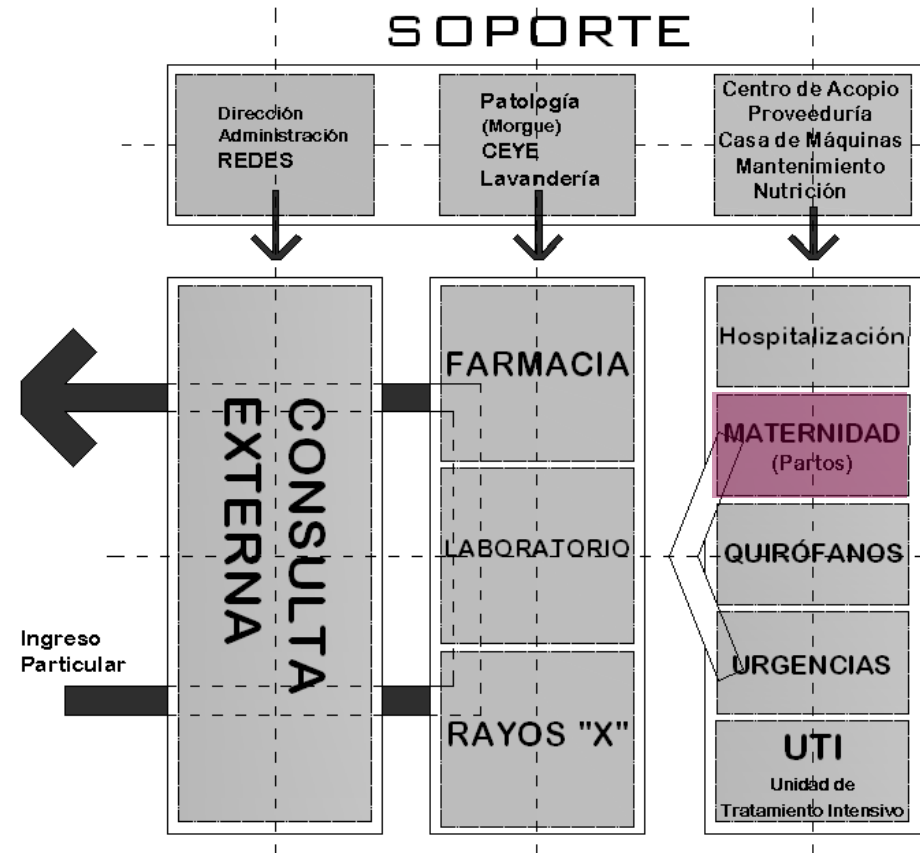 SOPORTE
Dirección
Administración
REDES
Patología
(Morgue)
CEYE
Lavandería
Centro de Acopio
Proveeduría
Casa de Máquinas
Mantenimiento
Nutrición
CONSULTA
EXTERNA
FARMACIA
LABORATORIO
RAYOS "X"
Hospitalización
MATERNIDAD
(Partos)
QUIRÓFANOS
URGENCIAS
UTI
Unidad de
Tratamiento Intensivo
Ingreso
Particular